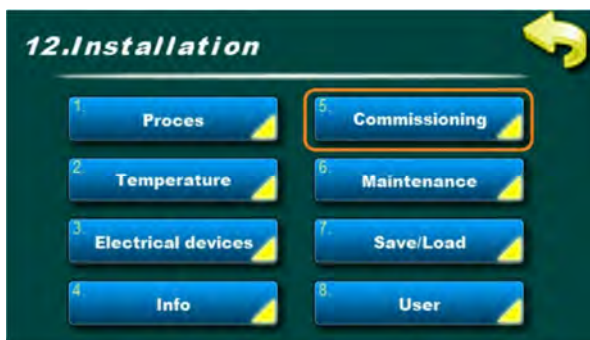 12.Installation
1. Proces
2. Temperature
3. Electrical devices
4. Info
5. Commissioning
6. Maintenance
7. Save/Load
8. User